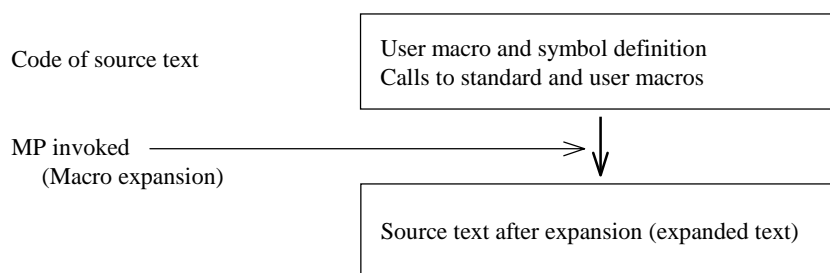 Code of source text
User macro and symbol definition
Calls to standard and user macros
MP invoked
(Macro expansion)
Source text after expansion (expanded text)